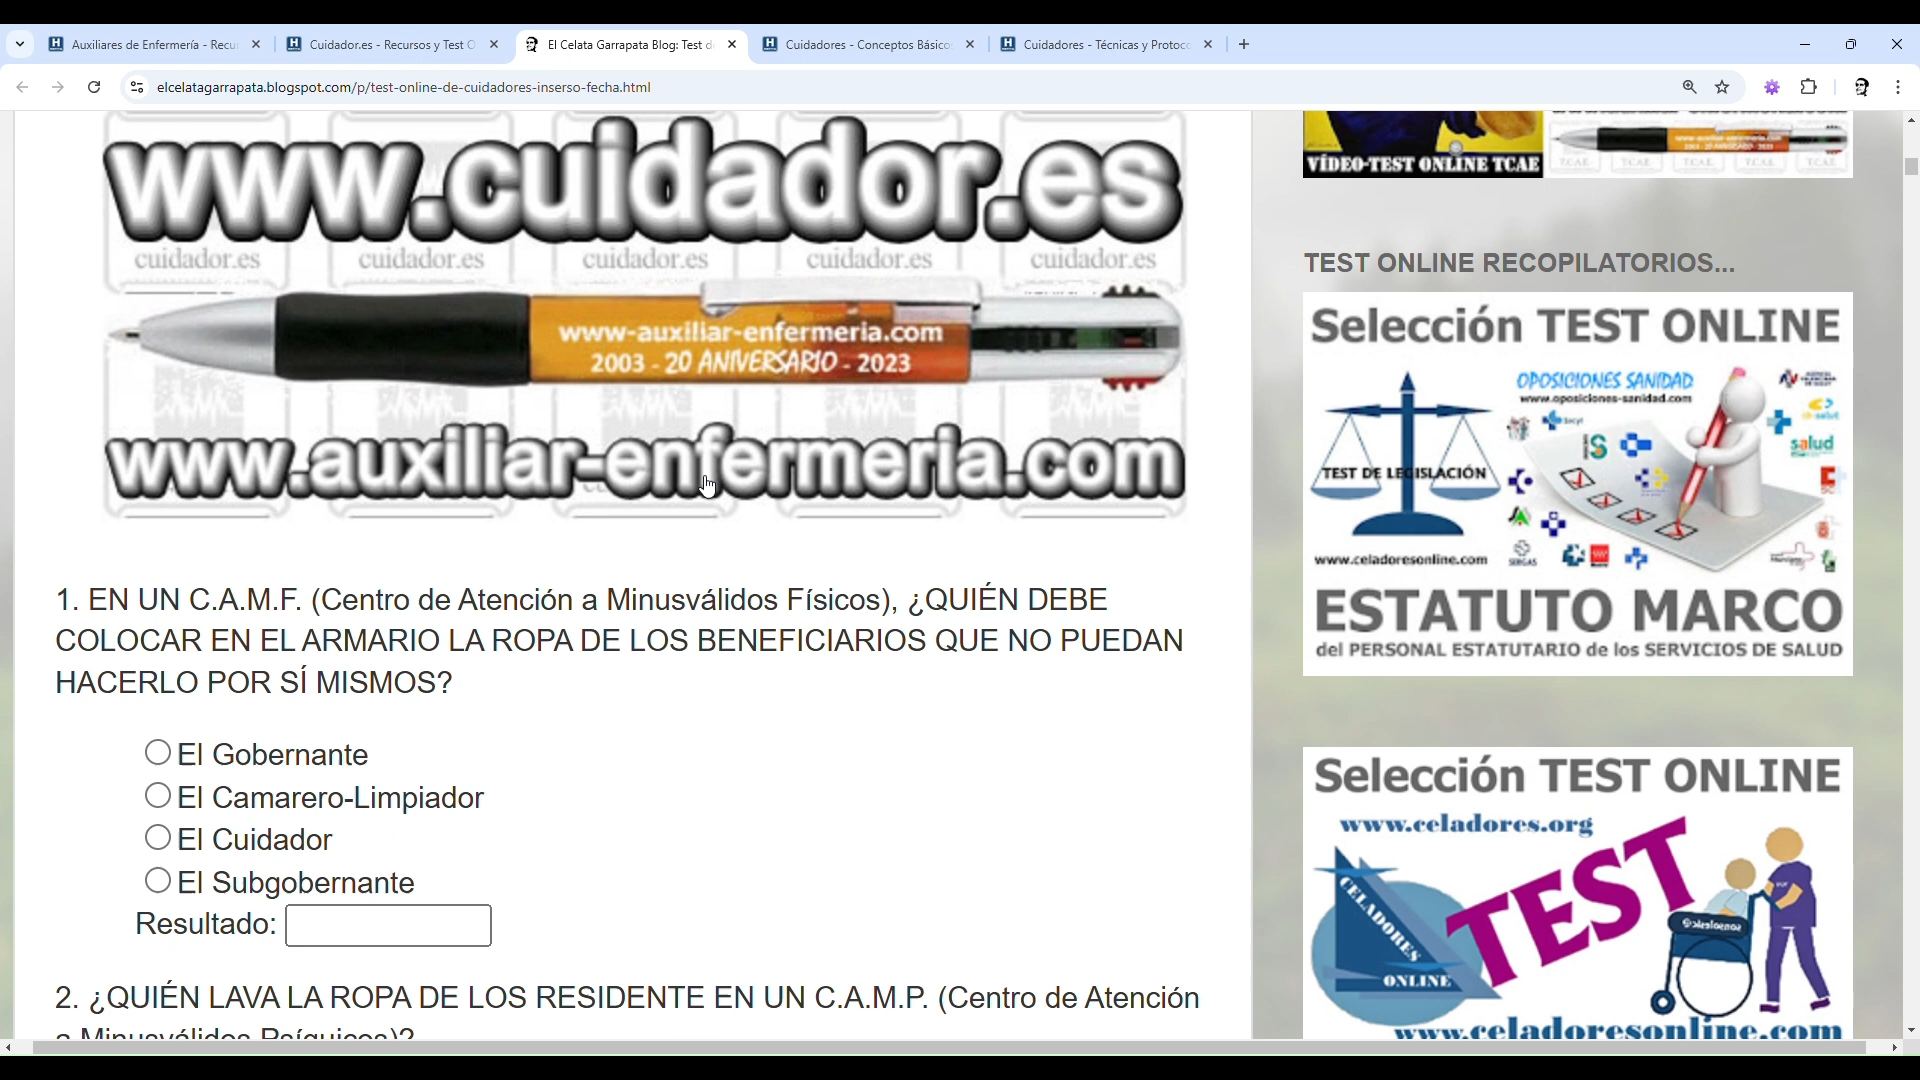 Auxiliares de Enfermería - Recu
Cuidador.es - Recursos y Test O
El Celata Garrapata Blog: Test d
Cuidadores - Conceptos Básico
Cuidadores - Técnicas y Protoco
elcelatagarrapata.blogspot.com/p/test-online-de-cuidadores-inserso-fecha.html
www.cuidador.es
cuidador.es cuidador.es cuidador.es cuidador.es cuidador.es
www-auxiliar-enfermeria.com
2003 - 20 ANIVERSARIO - 2023
www.auxiliar-enfermeria.com
1. EN UN C.A.M.F. (Centro de Atención a Minusválidos Físicos), ¿QUIÉN DEBE
COLOCAR EN EL ARMARIO LA ROPA DE LOS BENEFICIARIOS QUE NO PUEDAN
HACERLO POR SÍ MISMOS?
El Gobernante
El Camarero-Limpiador
El Cuidador
El Subgobernante
Resultado:
2. ¿QUIÉN LAVA LA ROPA DE LOS RESIDENTE EN UN C.A.M.P. (Centro de Atención
a Minusválidos Psíquicos)?
VÍDEO-TEST ONLINE TCAE
T.C.A.E. T.C.A.E. T.C.A.E. T.C.A.E. T.C.A.E.
TEST ONLINE RECOPILATORIOS...
Selección TEST ONLINE
OPOSICIONES SANIDAD
www.oposiciones-sanidad.com
TEST DE LEGISLACIÓN
salud
SERGAS
www.celadoresonline.com
ESTATUTO MARCO
del PERSONAL ESTATUTARIO de los SERVICIOS DE SALUD
Selección TEST ONLINE
www.celadores.org
TEST
CELADORES
ONLINE
www.celadoresonline.com